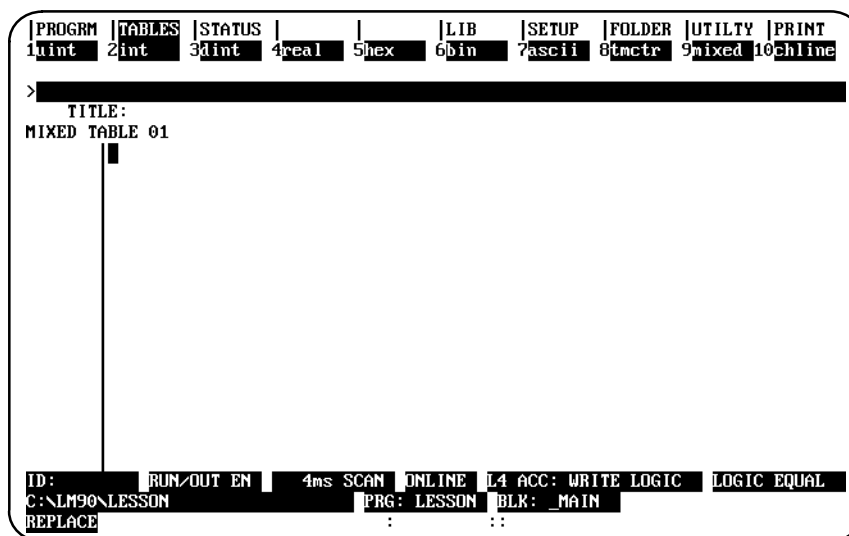 |PROGRM |TABLES |STATUS | | |LIB |SETUP |FOLDER |UTILTY |PRINT
1uint 2int 3dint 4real 5hex 6bin 7ascii 8tmctr 9mixed 10chline
>
TITLE:
MIXED TABLE 01
ID: RUN/OUT EN 4ms SCAN ONLINE L4 ACC: WRITE LOGIC LOGIC EQUAL
C:\LM90\LESSON PRG: LESSON BLK: _MAIN
REPLACE : ::